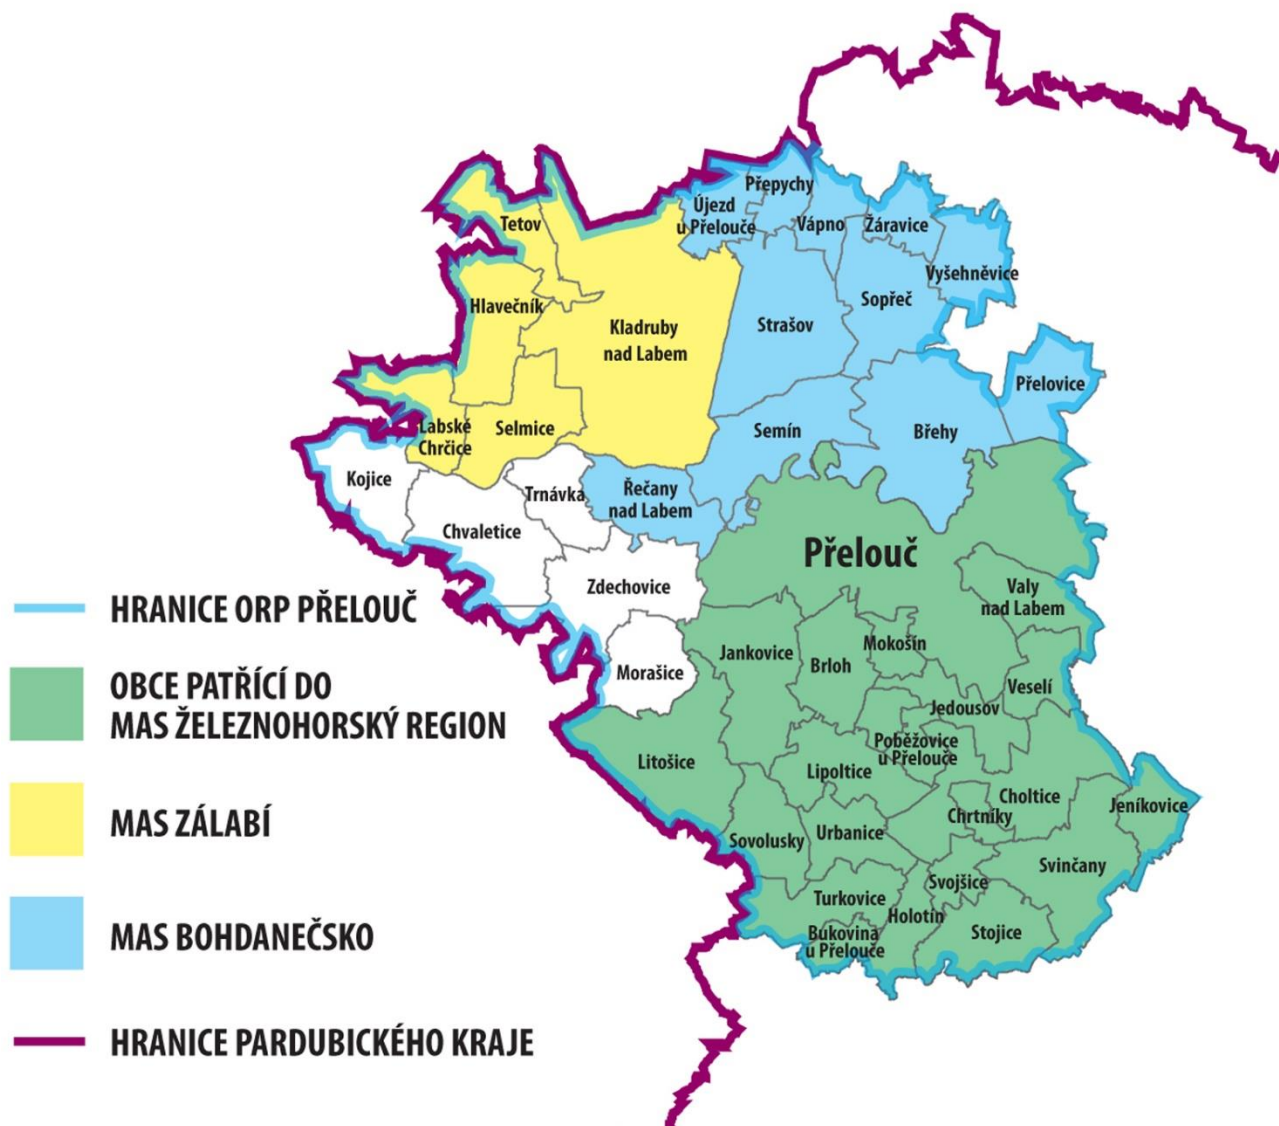 Přepychy
Újezd
u Přelouče
Vápno
Žáravice
Tetov
Vyšehněvice
Hlavečník
Sopřeč
Kladruby
nad Labem
Strašov
Přelovice
Labské
Chrčice
Selmice
Semín
Břehy
Kojice
Trnávka
Řečany
nad Labem
Chvaletice
Přelouč
Zdechovice
Valy
nad Labem
HRANICE ORP PŘELOUČ
Jankovice
Brloh
Mokošín
Morašice
Veselí
OBCE PATŘÍCÍ DO
MAS ŽELEZNOHORSKÝ REGION
Jedousov
Poběžovice
u Přelouče
Litošice
Lipoltice
Choltice
Jeníkovice
Chrtníky
MAS ZÁLABÍ
Sovolusky
Urbanice
Svinčany
Svojšice
Turkovice
Holotín
MAS BOHDANEČSKO
Bukovina
u Přelouče
Stojice
HRANICE PARDUBICKÉHO KRAJE